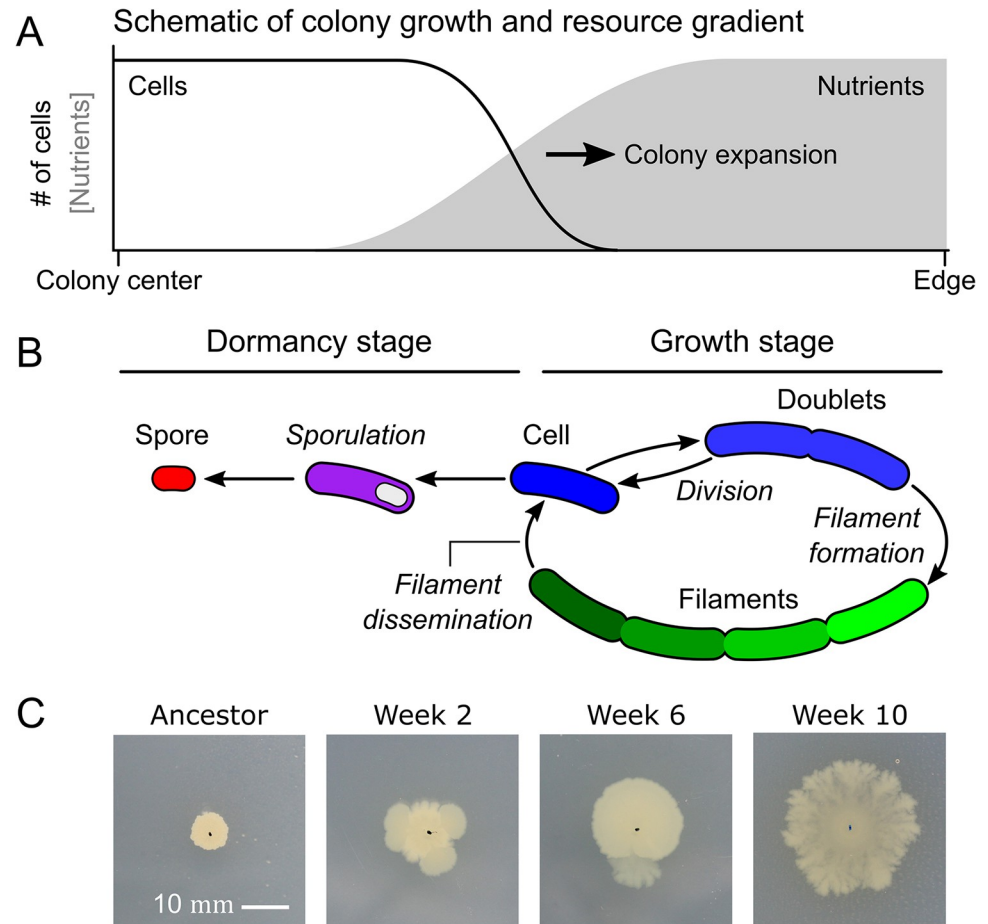 A
Schematic of colony growth and resource gradient
# of cells
[Nutrients]
Cells
Nutrients
Colony expansion
Colony center
Edge
B
Dormancy stage
Growth stage
Spore
Sporulation
Cell
Doublets
Division
Filament
formation
Filament
dissemination
Filaments
C
Ancestor
Week 2
Week 6
Week 10
10 mm